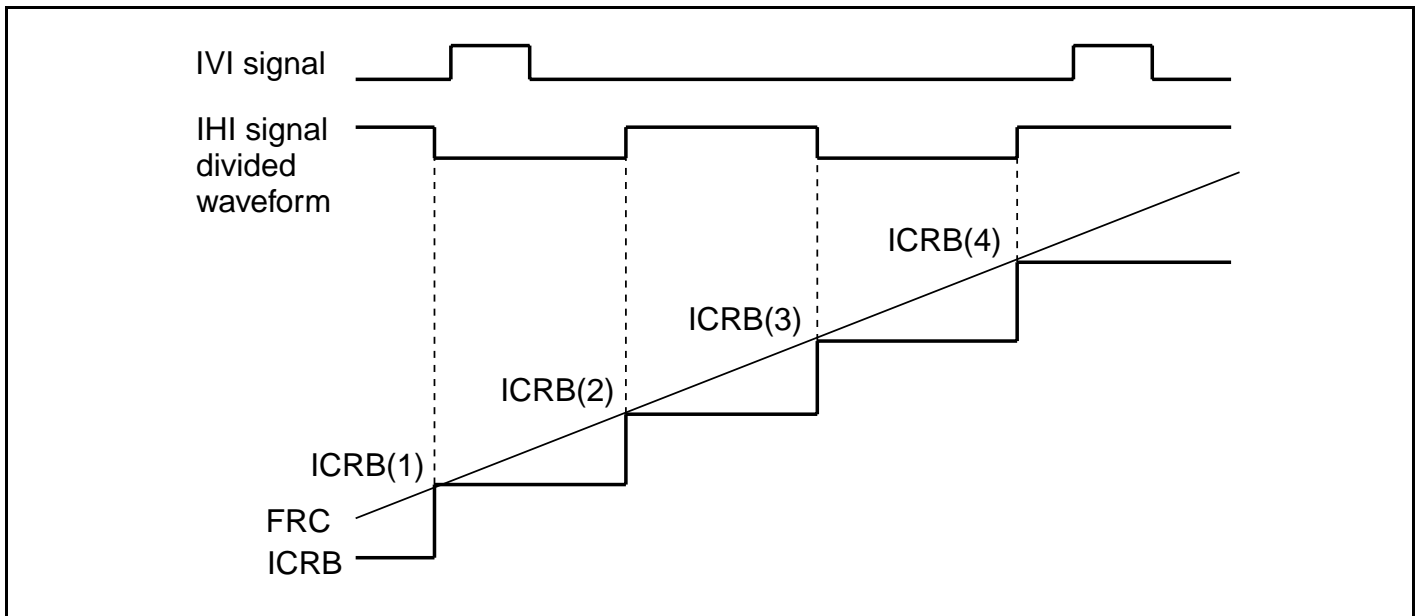 IVI signal
IHI signal
divided
waveform
ICRB(4)
ICRB(3)
ICRB(2)
ICRB(1)
FRC
ICRB